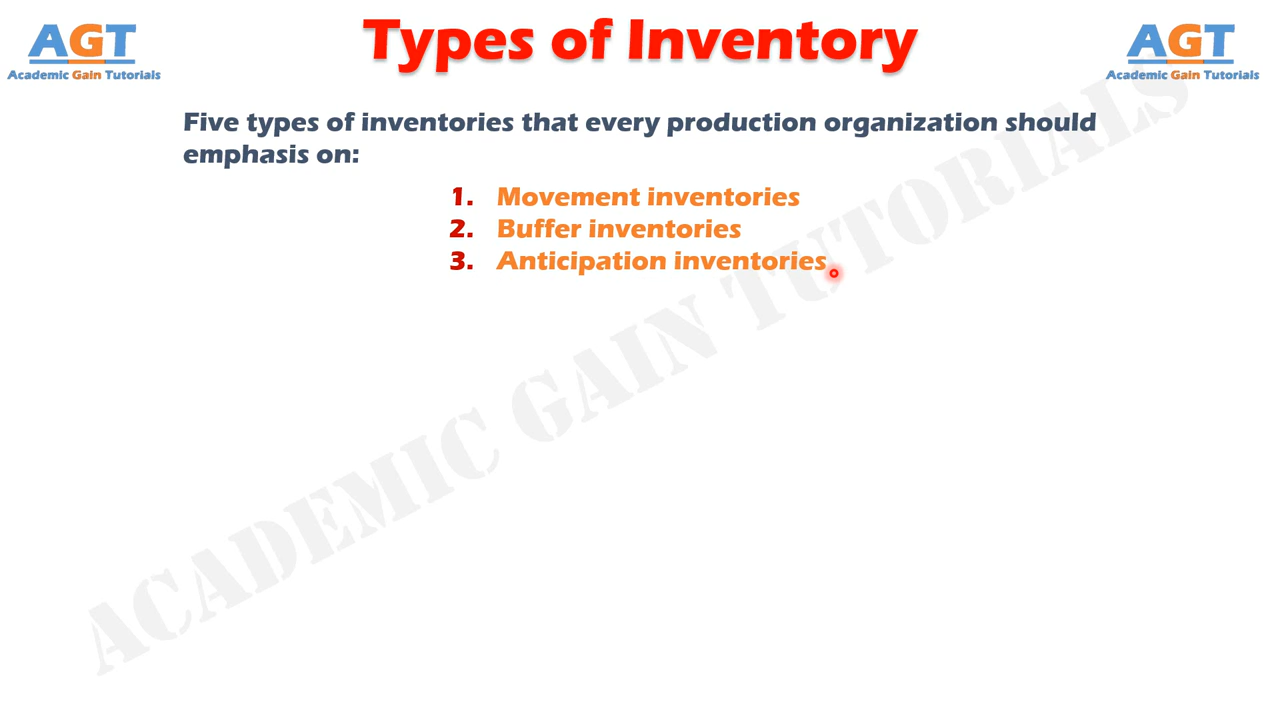 AGT
Academic Gain Tutorials
Types of Inventory
AGT
Academic Gain Tutorials
Five types of inventories that every production organization should
emphasis on:
1. Movement inventories
2. Buffer inventories
3. Anticipation inventories
ACADEMIC GAIN TUTORIALS